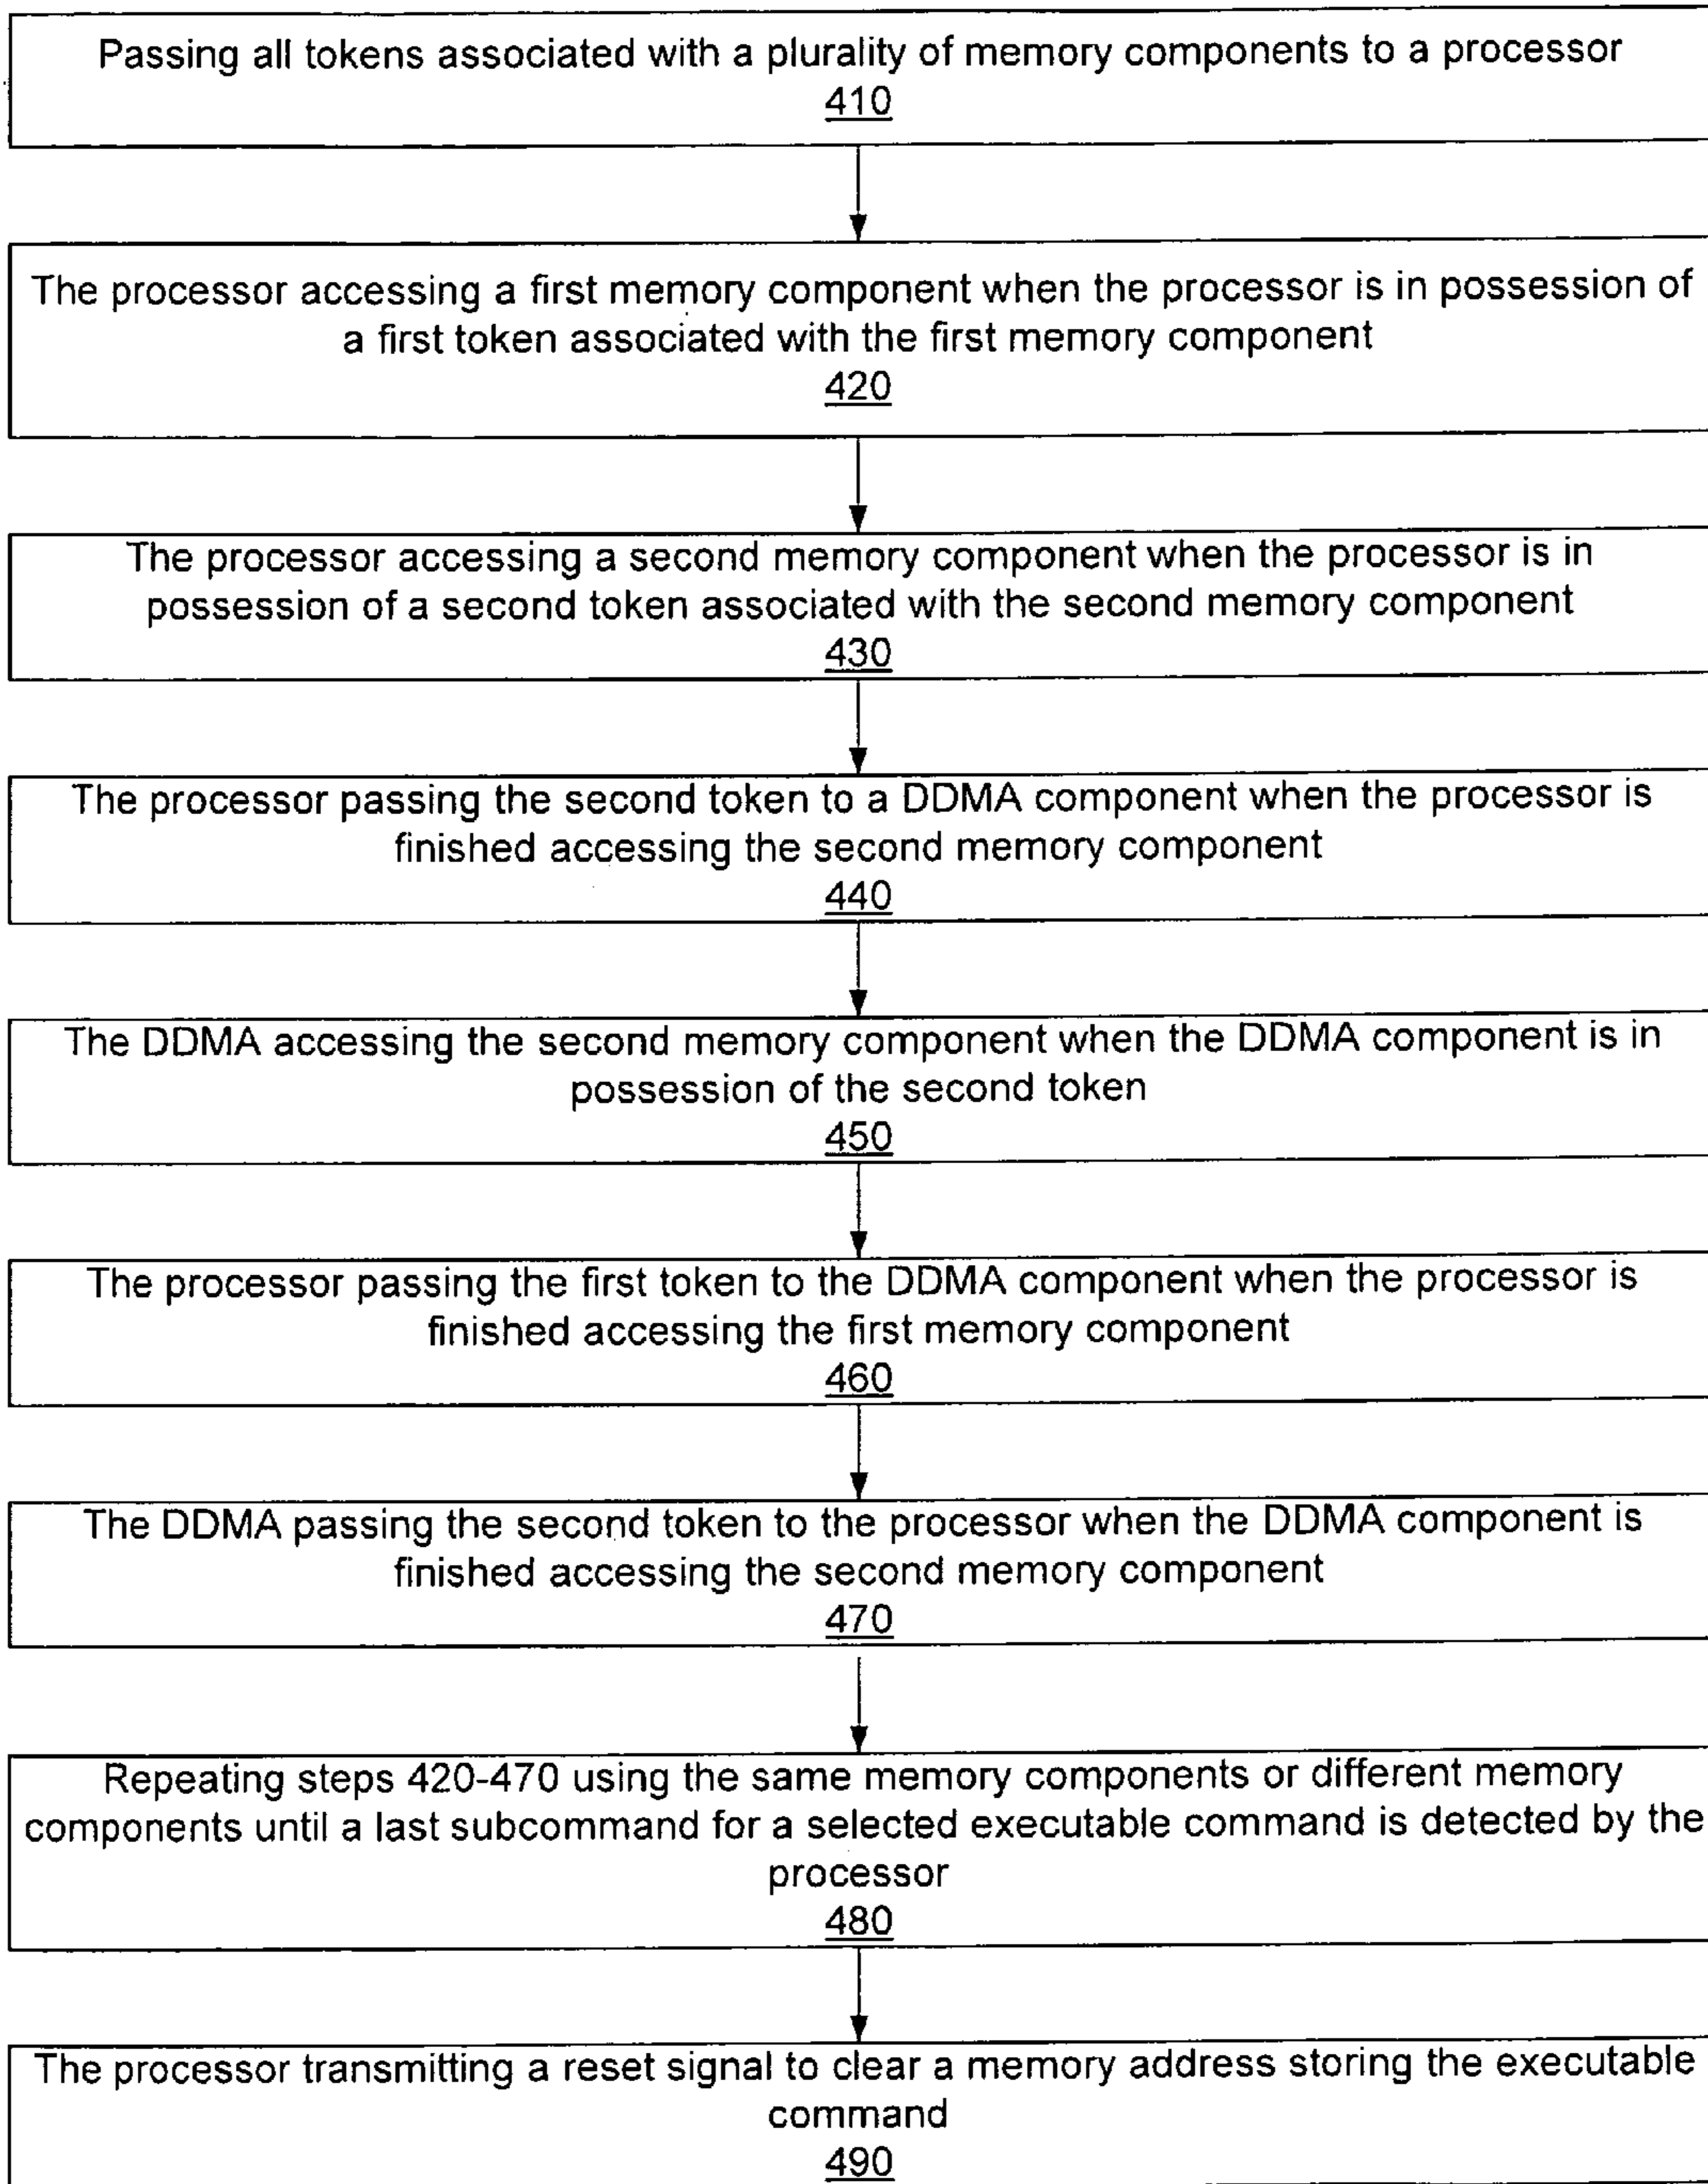 Passing all tokens associated with a plurality of memory components to a processor
410
The processor accessing a first memory component when the processor is in possession of
a first token associated with the first memory component
420
The processor accessing a second memory component when the processor is in
possession of a second token associated with the second memory component
430
The processor passing the second token to a DDMA component when the processor is
finished accessing the second memory component
440
The DDMA accessing the second memory component when the DDMA component is in
possession of the second token
450
The processor passing the first token to the DDMA component when the processor is
finished accessing the first memory component
460
The DDMA passing the second token to the processor when the DDMA component is
finished accessing the second memory component
470
Repeating steps 420-470 using the same memory components or different memory
components until a last subcommand for a selected executable command is detected by the
processor
480
The processor transmitting a reset signal to clear a memory address storing the executable
command
490